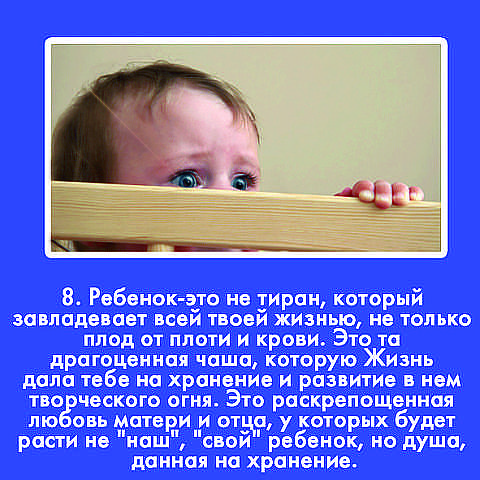 8. Ребенок-это не тиран, который
завладевает всей твоей жизнью, не только
плод от плоти и крови. Это та
драгоценная чаша, которую Жизнь
дала тебе на хранение и развитие в нем
творческого огня. Это раскрепощенная
любовь матери и отца, у которых будет
расти не "наш", "свой" ребенок, но душа,
данная на хранение.